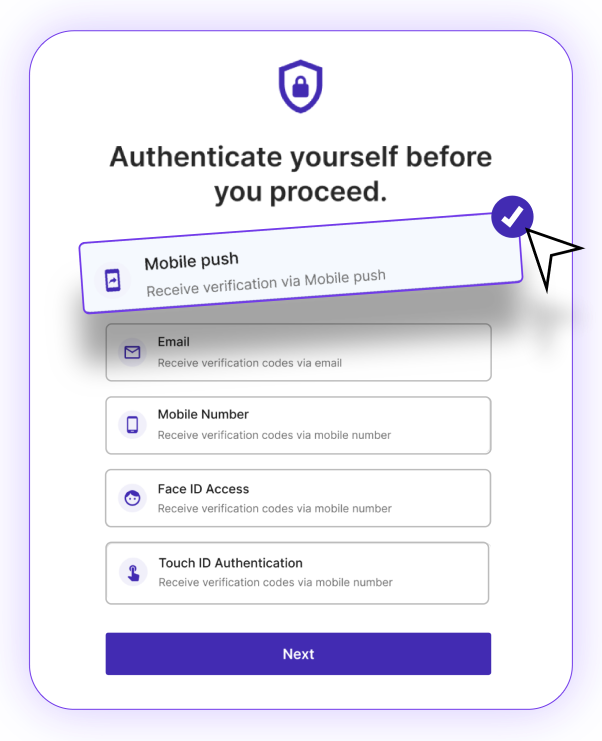 Authenticate yourself before
you proceed.
Mobile push
Receive verification via Mobile push
Email
Receive verification codes via email
Mobile Number
Receive verification codes via mobile number
Face ID Access
Receive verification codes via mobile number
Touch ID Authentication
Receive verification codes via mobile number
Next